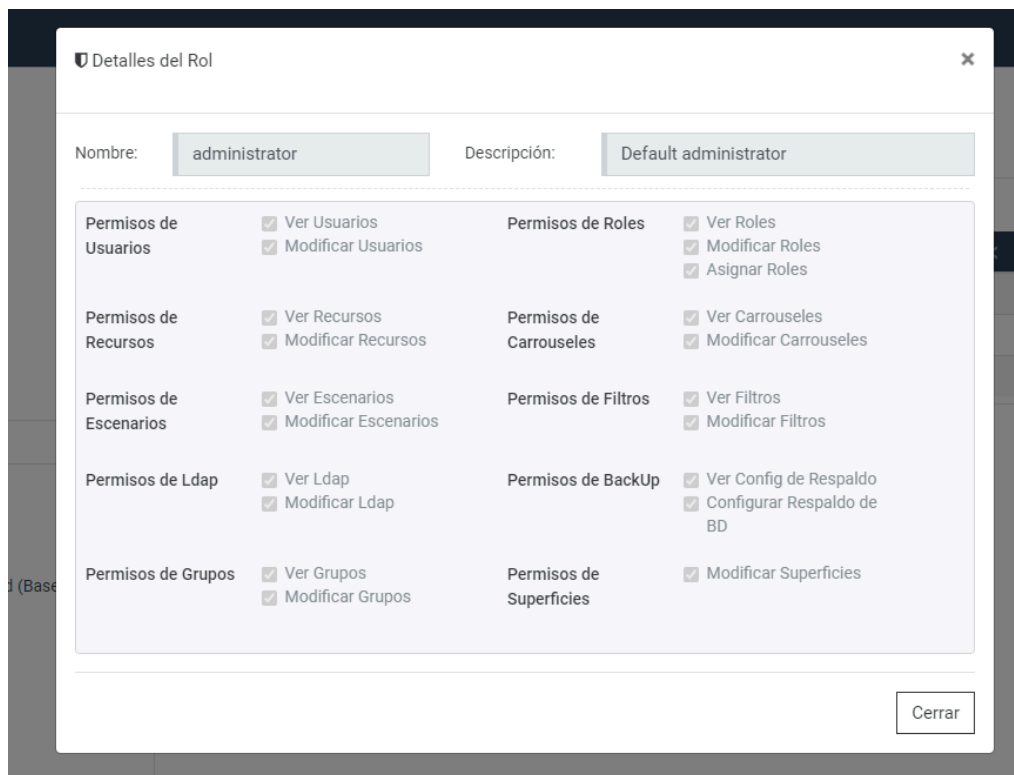 Detalles del Rol
Nombre: administrator Descripción: Default administrator
Permisos de Usuarios
Ver Usuarios
Modificar Usuarios
Permisos de Roles
Ver Roles
Modificar Roles
Asignar Roles
Permisos de Recursos
Ver Recursos
Modificar Recursos
Permisos de Carrouseles
Ver Carrouseles
Modificar Carrouseles
Permisos de Escenarios
Ver Escenarios
Modificar Escenarios
Permisos de Filtros
Ver Filtros
Modificar Filtros
Permisos de Ldap
Ver Ldap
Modificar Ldap
Permisos de BackUp
Ver Config de Respaldo
Configurar Respaldo de
BD
Permisos de Grupos
Ver Grupos
Modificar Grupos
Permisos de Superficies
Modificar Superficies
(Base
Cerrar